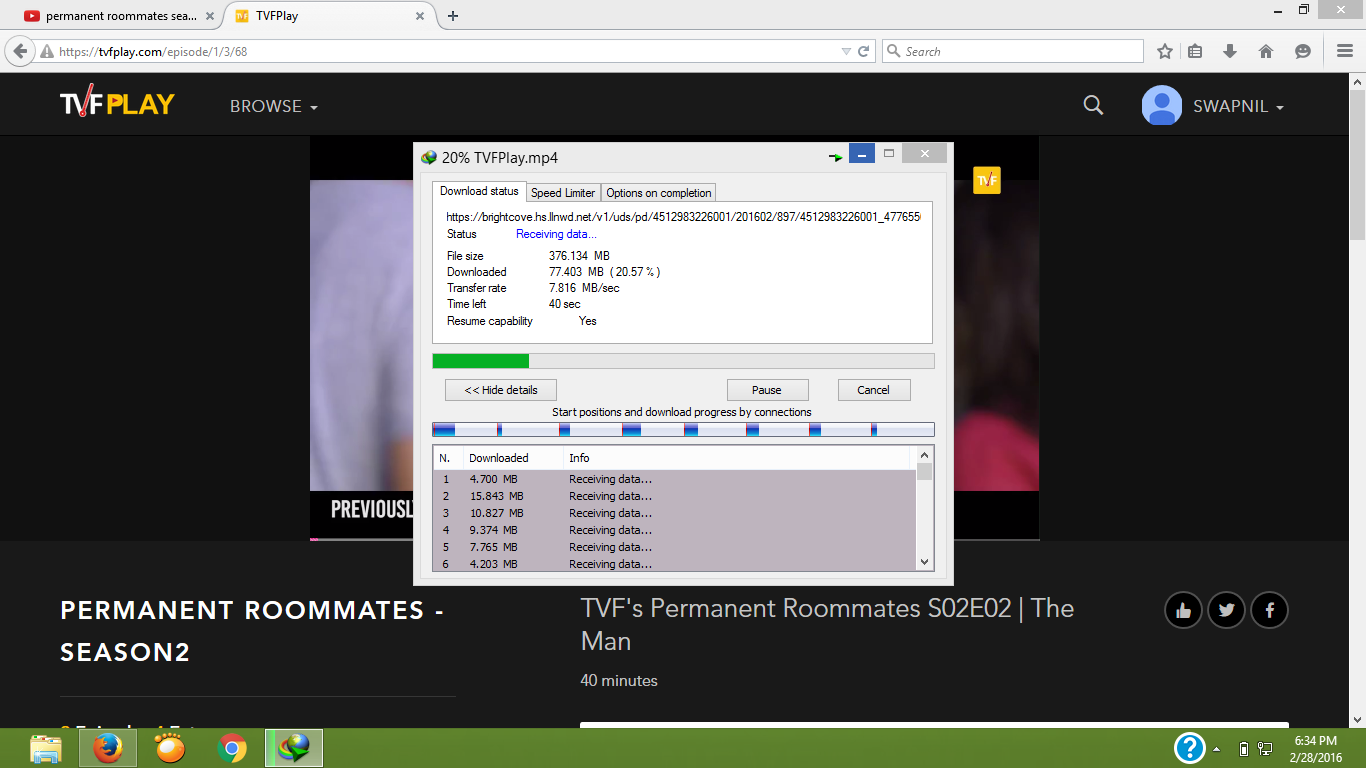 permanent roommates sea...
TVFPlay
https://tvfplay.com/episode/1/3/68
Search
TVF PLAY
BROWSE
SWAPNIL
20% TVFPlay.mp4
TVF
Download status
Speed Limiter
Options on completion
https://brightcove.hs.llnwd.net/v1/uds/pd/4512983226001/201602/897/4512983226001_477655
Status Receiving data...
File size 376.134 MB
Downloaded 77.403 MB ( 20.57 % )
Transfer rate 7.816 MB/sec
Time left 40 sec
Resume capability Yes
<< Hide details
Pause
Cancel
Start positions and download progress by connections
N. Downloaded Info
1 4.700 MB Receiving data...
2 15.843 MB Receiving data...
3 10.827 MB Receiving data...
4 9.374 MB Receiving data...
5 7.765 MB Receiving data...
6 4.203 MB Receiving data...
PREVIOUSL
PERMANENT ROOMMATES -
SEASON2
TVF's Permanent Roommates S02E02 | The
Man
40 minutes
6:34 PM
2/28/2016